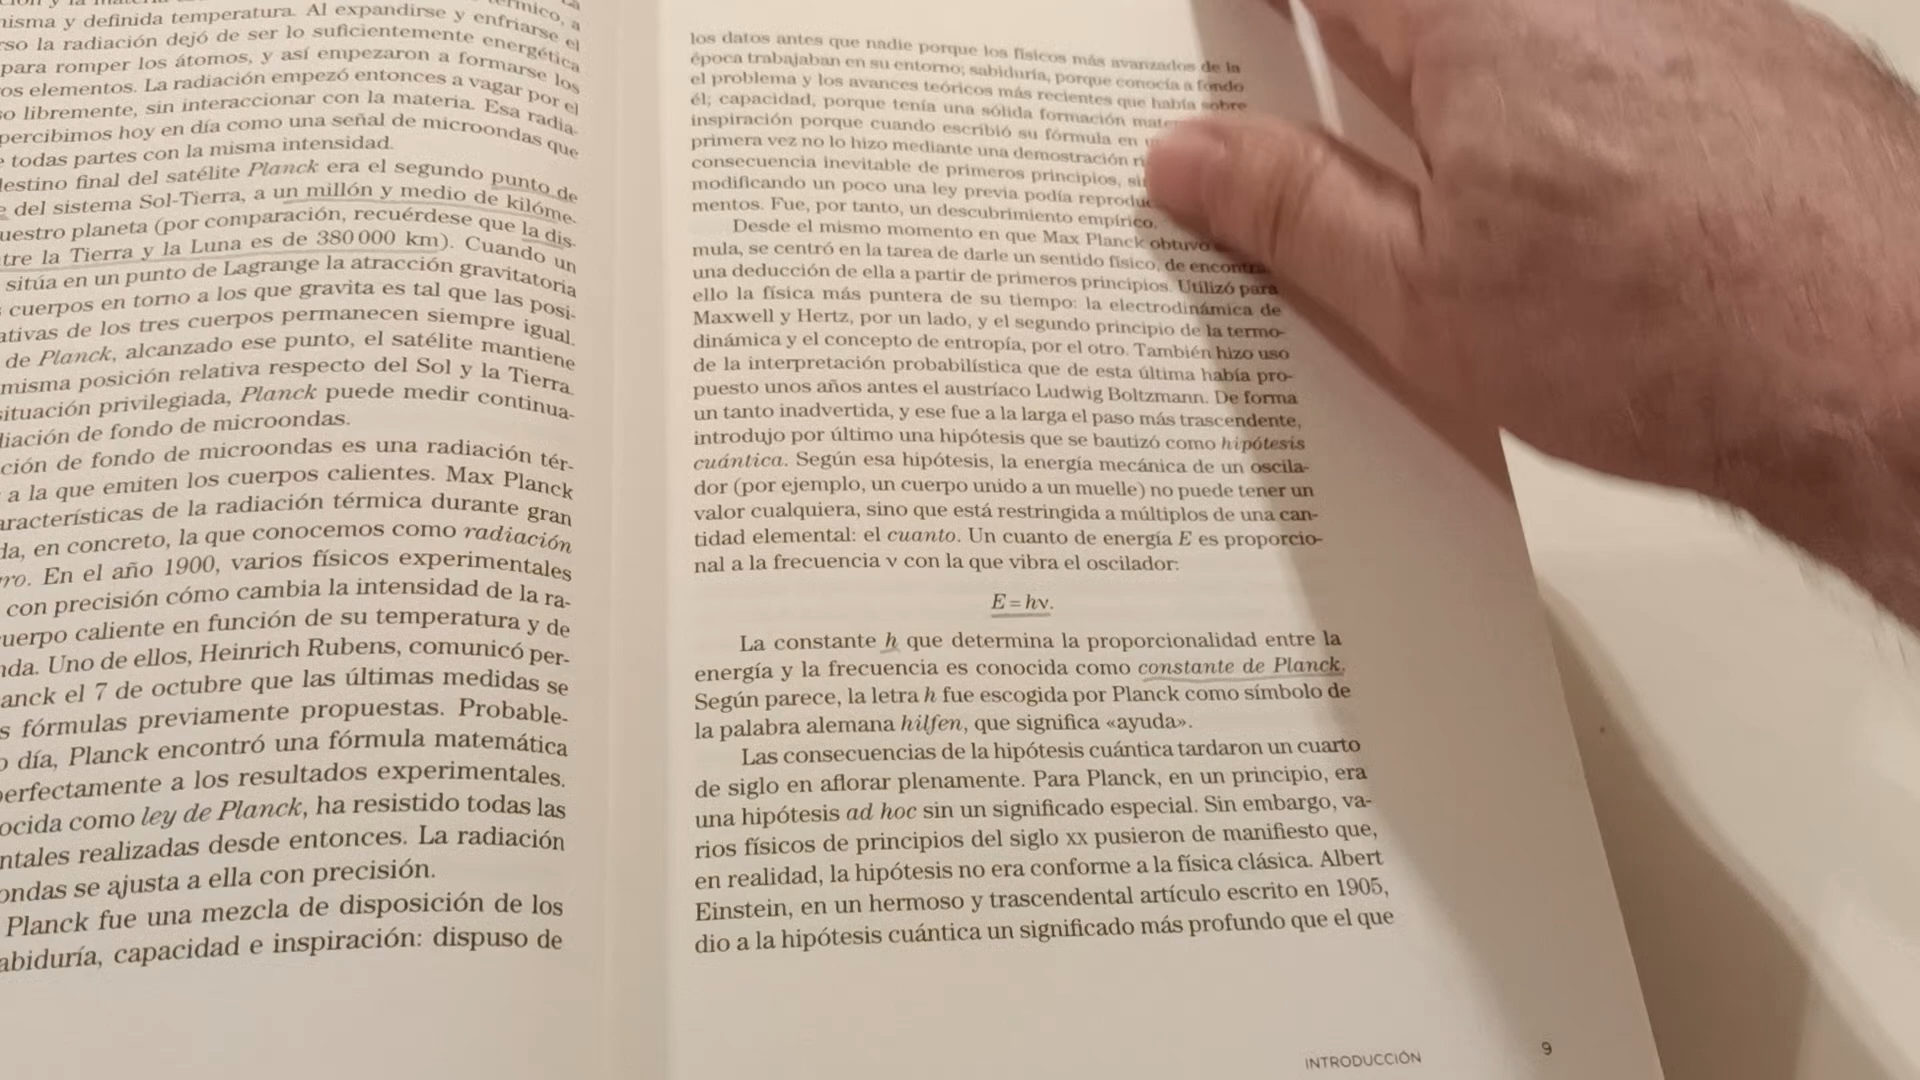 misma y definida temperatura. Al expandirse y enfriarse el
so la radiación dejó de ser lo suficientemente energética
para romper los átomos, y así empezaron a formarse los
os elementos. La radiación empezó entonces a vagar por el
o libremente, sin interaccionar con la materia. Esa radia-
percibimos hoy en día como una señal de microondas que
todas partes con la misma intensidad.
destino final del satélite Planck era el segundo punto de
del sistema Sol-Tierra, a un millón y medio de kilóme-
uestro planeta (por comparación, recuérdese que la dis-
tre la Tierra y la Luna es de 380 000 km). Cuando un
sitúa en un punto de Lagrange la atracción gravitatoria
cuerpos en torno a los que gravita es tal que las posi-
ativas de los tres cuerpos permanecen siempre igual.
de Planck, alcanzado ese punto, el satélite mantiene
misma posición relativa respecto del Sol y la Tierra.
situación privilegiada, Planck puede medir continua-
diación de fondo de microondas.
ción de fondo de microondas es una radiación tér-
a la que emiten los cuerpos calientes. Max Planck
aracterísticas de la radiación térmica durante gran
da, en concreto, la que conocemos como radiación
ro. En el año 1900, varios físicos experimentales
con precisión cómo cambia la intensidad de la ra-
uerpo caliente en función de su temperatura y de
nda. Uno de ellos, Heinrich Rubens, comunicó per-
anck el 7 de octubre que las últimas medidas se
s fórmulas previamente propuestas. Probable-
o día, Planck encontró una fórmula matemática
perfectamente a los resultados experimentales.
ocida como ley de Planck, ha resistido todas las
ntales realizadas desde entonces. La radiación
ondas se ajusta a ella con precisión.
Planck fue una mezcla de disposición de los
abiduría, capacidad e inspiración: dispuso de
los datos antes que nadie porque los físicos más avanzados de la
época trabajaban en su entorno; sabiduría, porque conocía a fondo
el problema y los avances teóricos más recientes que había sobre
él; capacidad, porque tenía una sólida formación
inspiración porque cuando escribió su fórmula en
primera vez no lo hizo mediante una demostración
consecuencia inevitable de primeros principios,
modificando un poco una ley previa podía
mentos. Fue, por tanto, un descubrimiento empírico.
Desde el mismo momento en que Max Planck obtuvo
mula, se centró en la tarea de darle un sentido físico, de encontra
una deducción de ella a partir de primeros principios. Utilizó para
ello la física más puntera de su tiempo: la electrodinámica de
Maxwell y Hertz, por un lado, y el segundo principio de la termo-
dinámica y el concepto de entropía, por el otro. También hizo uso
de la interpretación probabilística que de esta última había pro-
puesto unos años antes el austríaco Ludwig Boltzmann. De forma
un tanto inadvertida, y ese fue a la larga el paso más trascendente,
introdujo por último una hipótesis que se bautizó como hipótesis
cuántica. Según esa hipótesis, la energía mecánica de un oscila-
dor (por ejemplo, un cuerpo unido a un muelle) no puede tener un
valor cualquiera, sino que está restringida a múltiplos de una can-
tidad elemental: el cuanto. Un cuanto de energía E es proporcio-
nal a la frecuencia ν con la que vibra el oscilador:
E = hν.
La constante h que determina la proporcionalidad entre la
energía y la frecuencia es conocida como constante de Planck.
Según parece, la letra h fue escogida por Planck como símbolo de
la palabra alemana hilfen, que significa «ayuda».
Las consecuencias de la hipótesis cuántica tardaron un cuarto
de siglo en aflorar plenamente. Para Planck, en un principio, era
una hipótesis ad hoc sin un significado especial. Sin embargo, va-
rios físicos de principios del siglo XX pusieron de manifiesto que,
en realidad, la hipótesis no era conforme a la física clásica. Albert
Einstein, en un hermoso y trascendental artículo escrito en 1905,
dio a la hipótesis cuántica un significado más profundo que el que
INTRODUCCIÓN 9